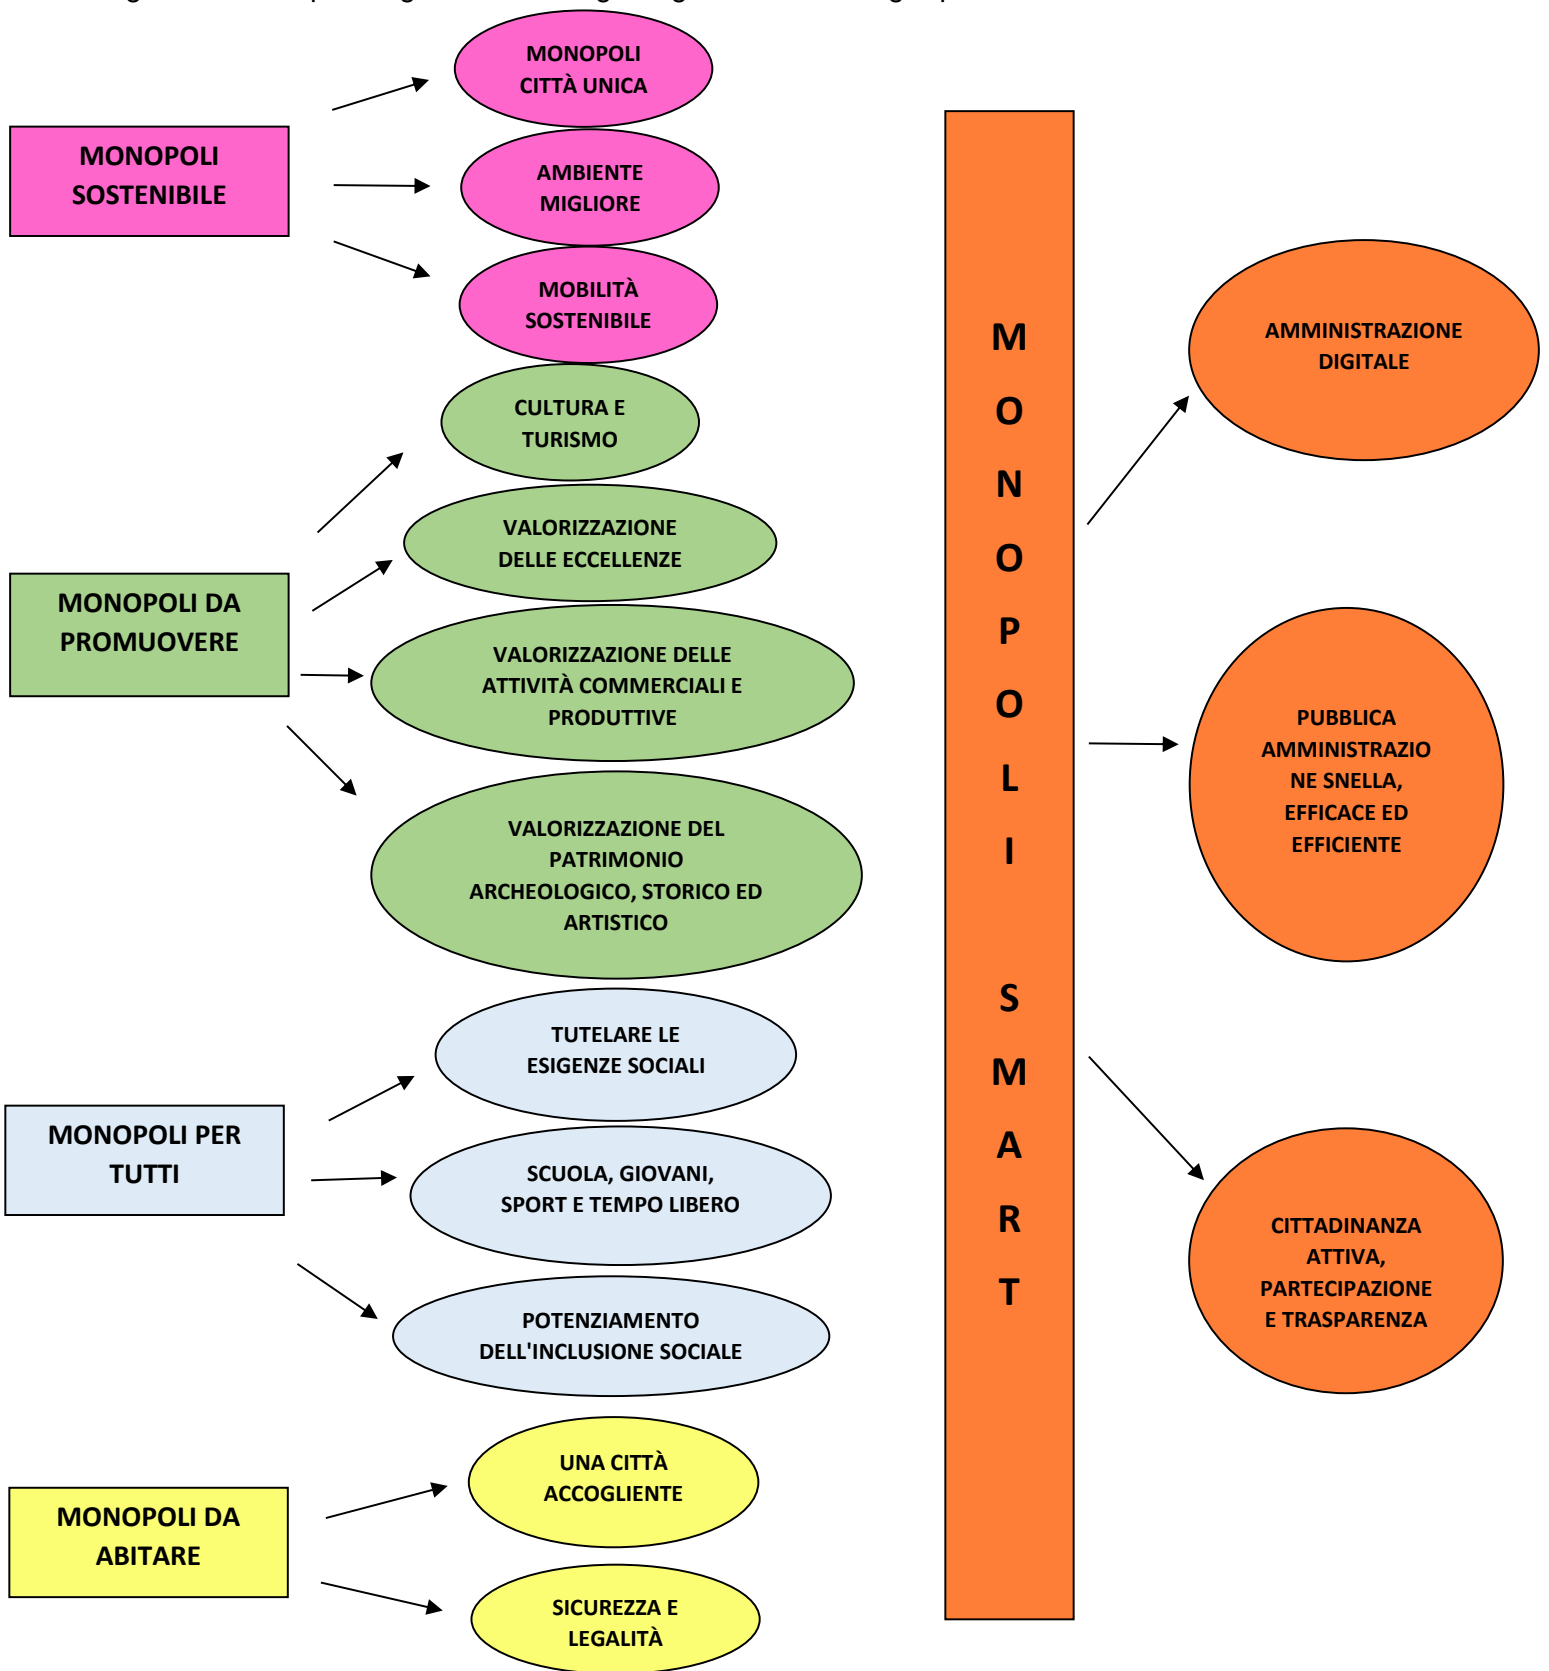 MONOPOLI
CITTÀ UNICA
MONOPOLI
SOSTENIBILE
AMBIENTE
MIGLIORE
MOBILITÀ
SOSTENIBILE
CULTURA E
TURISMO
VALORIZZAZIONE
DELLE ECCELLENZE
MONOPOLI DA
PROMUOVERE
VALORIZZAZIONE DELLE
ATTIVITÀ COMMERCIALI E
PRODUTTIVE
VALORIZZAZIONE DEL
PATRIMONIO
ARCHEOLOGICO, STORICO ED
ARTISTICO
TUTELARE LE
ESIGENZE SOCIALI
MONOPOLI PER
TUTTI
SCUOLA, GIOVANI,
SPORT E TEMPO LIBERO
POTENZIAMENTO
DELL'INCLUSIONE SOCIALE
UNA CITTÀ
ACCOGLIENTE
MONOPOLI DA
ABITARE
SICUREZZA E
LEGALITÀ
M
O
N
O
P
O
L
I
S
M
A
R
T
AMMINISTRAZIONE
DIGITALE
PUBBLICA
AMMINISTRAZIO
NE SNELLA,
EFFICACE ED
EFFICIENTE
CITTADINANZA
ATTIVA,
PARTECIPAZIONE
E TRASPARENZA